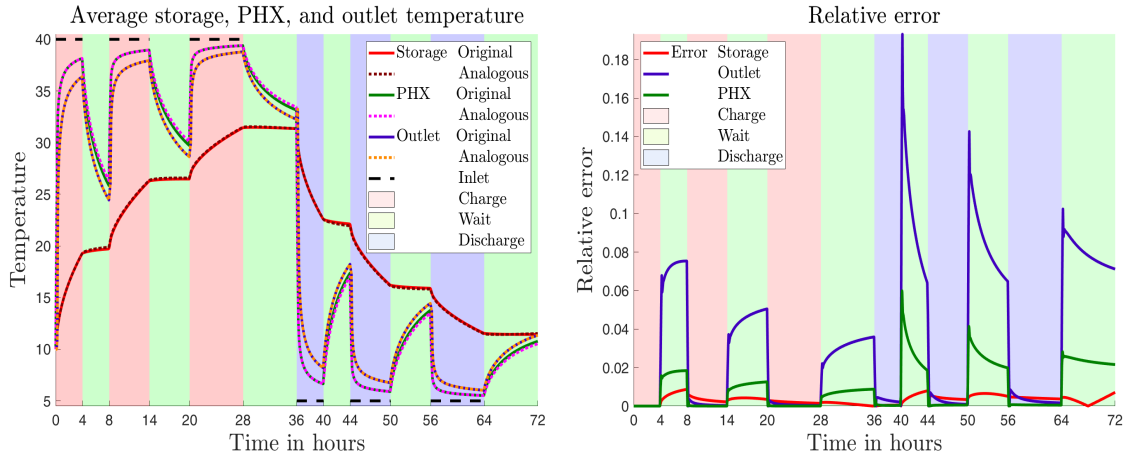 Average storage, PHX, and outlet temperature
Temperature
40
35
30
25
20
15
10
5
Storage Original
Analogous
PHX Original
Analogous
Outlet Original
Analogous
Inlet
Charge
Wait
Discharge
0 4 8 14 20 28 36 40 44 50 56 64 72
Time in hours
Relative error
Relative error
0.18
0.16
0.14
0.12
0.1
0.08
0.06
0.04
0.02
0
Error Storage
Outlet
PHX
Charge
Wait
Discharge
0 4 8 14 20 28 36 40 44 50 56 64 72
Time in hours